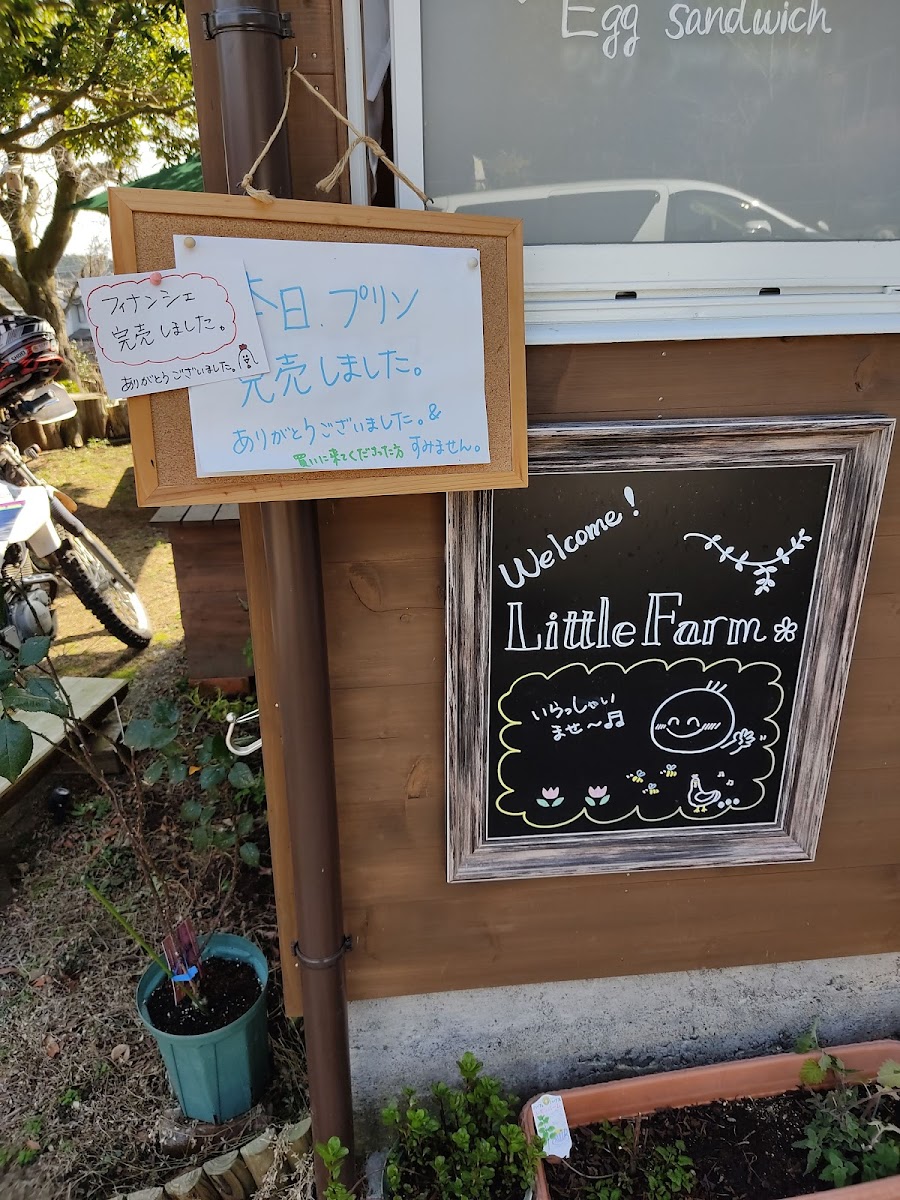 Egg sandwich
フィナンシェ
完売しました。
ありがとうございました。
本日.プリン
完売しました。
ありがとうございました。&
買いに来てくださった方 すみません。
Welcome!
Little Farm
いらっしゃい
ませ〜♫